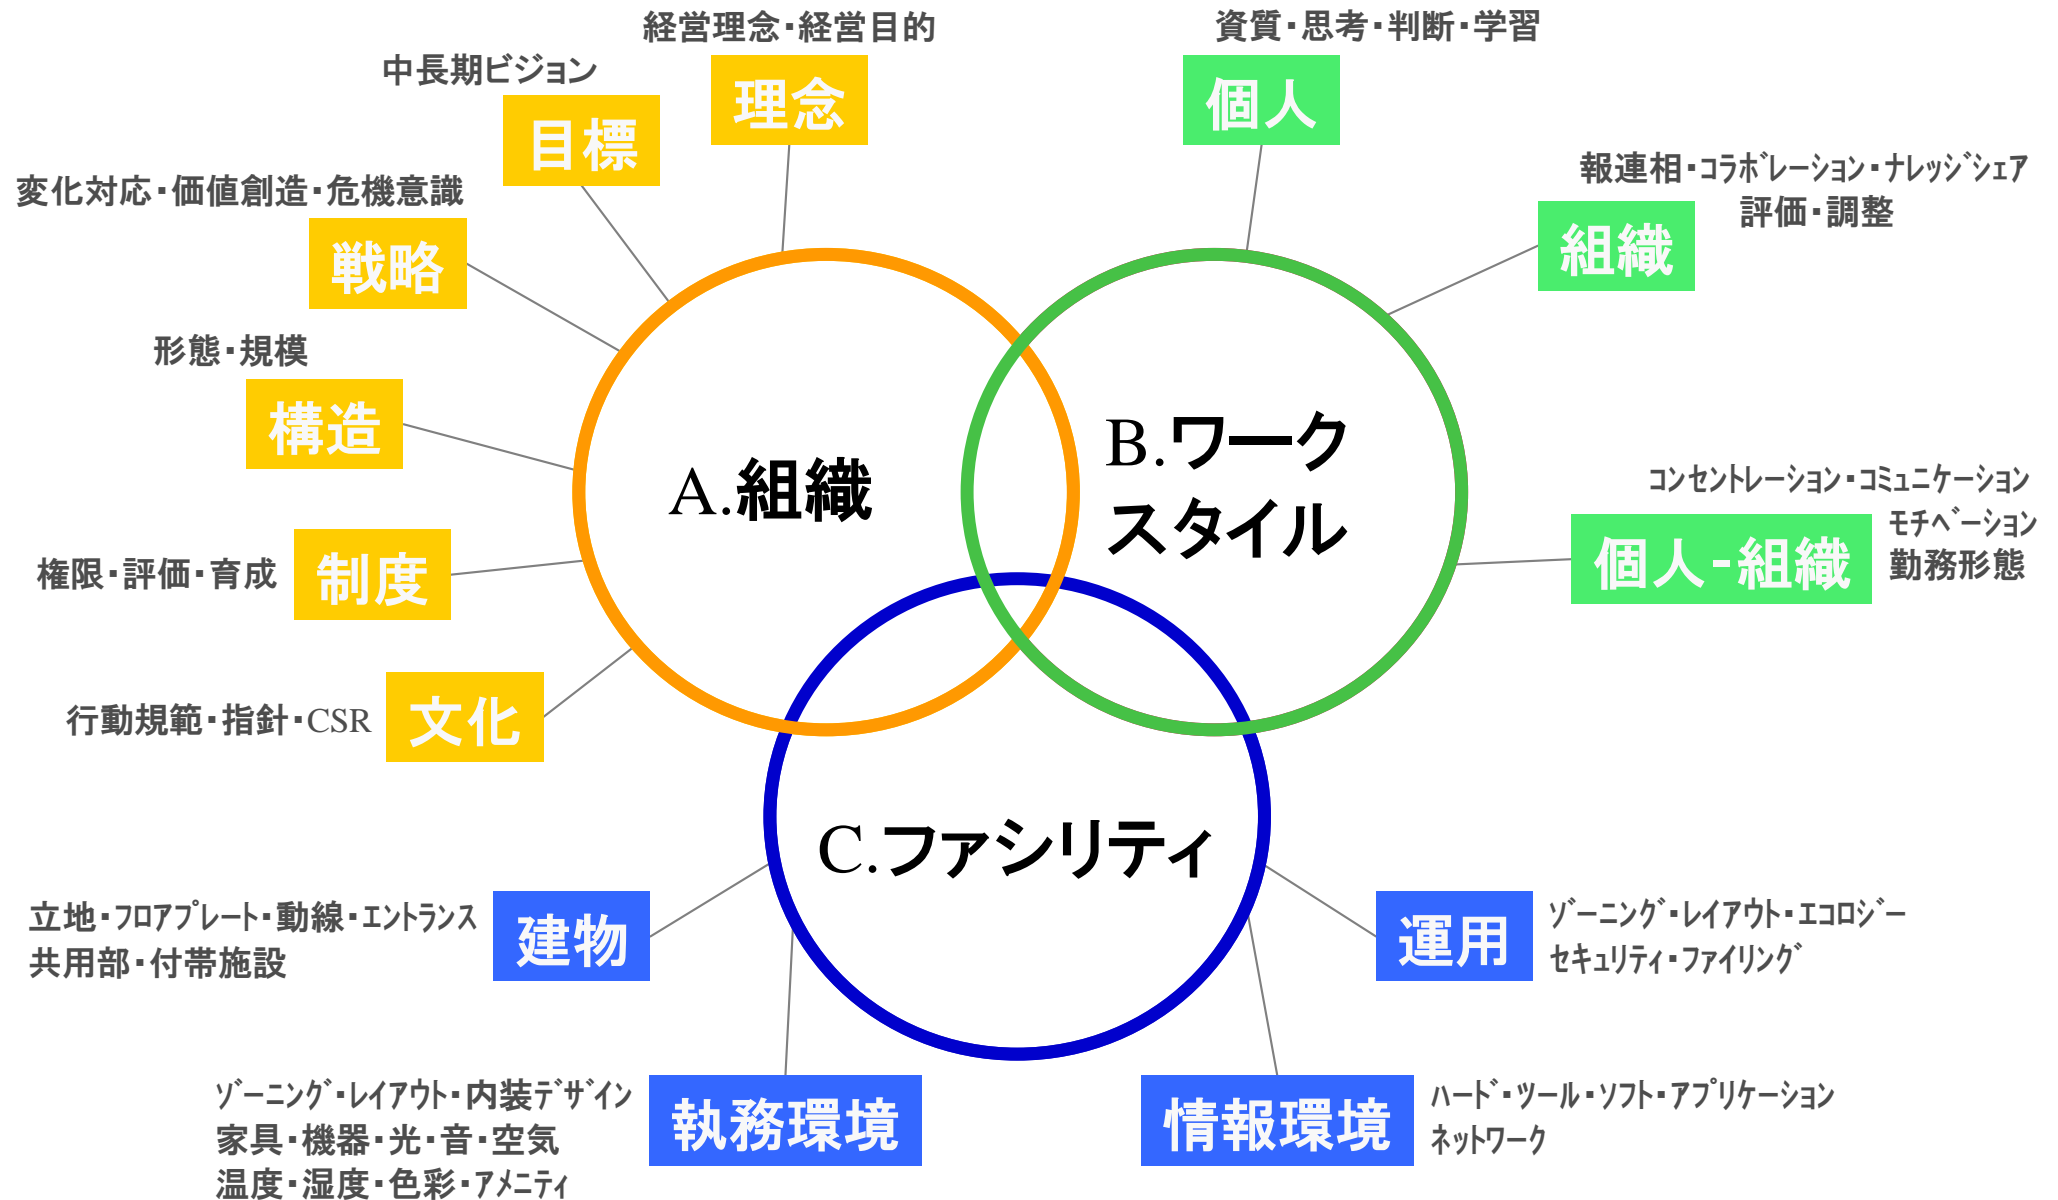 経営理念・経営目的
理念
中長期ビジョン
目標
変化対応・価値創造・危機意識
戦略
形態・規模
構造
権限・評価・育成
制度
行動規範・指針・CSR
文化
A.組織
資質・思考・判断・学習
個人
報連相・ｺﾗﾎﾞﾚｰｼｮﾝ・ﾅﾚｯｼﾞｼｪｱ
評価・調整
組織
B.ワーク
スタイル
ｺﾝｾﾝﾄﾚｰｼｮﾝ・ｺﾐｭﾆｹｰｼｮﾝ
ﾓﾁﾍﾞｰｼｮﾝ
勤務形態
個人-組織
C.ファシリティ
立地・ﾌﾛｱﾌﾟﾚｰﾄ・動線・ｴﾝﾄﾗﾝｽ
共用部・付帯施設
建物
ｿﾞｰﾆﾝｸﾞ・ﾚｲｱｳﾄ・内装ﾃﾞｻﾞｲﾝ
家具・機器・光・音・空気
温度・湿度・色彩・ｱﾒﾆﾃｨ
執務環境
運用
ｿﾞｰﾆﾝｸﾞ・ﾚｲｱｳﾄ・ｴｺﾛｼﾞｰ
ｾｷｭﾘﾃｨ・ﾌｧｲﾘﾝｸﾞ
情報環境
ﾊｰﾄﾞ・ﾂｰﾙ・ｿﾌﾄ・ｱﾌﾟﾘｹｰｼｮﾝ
ﾈｯﾄﾜｰｸ